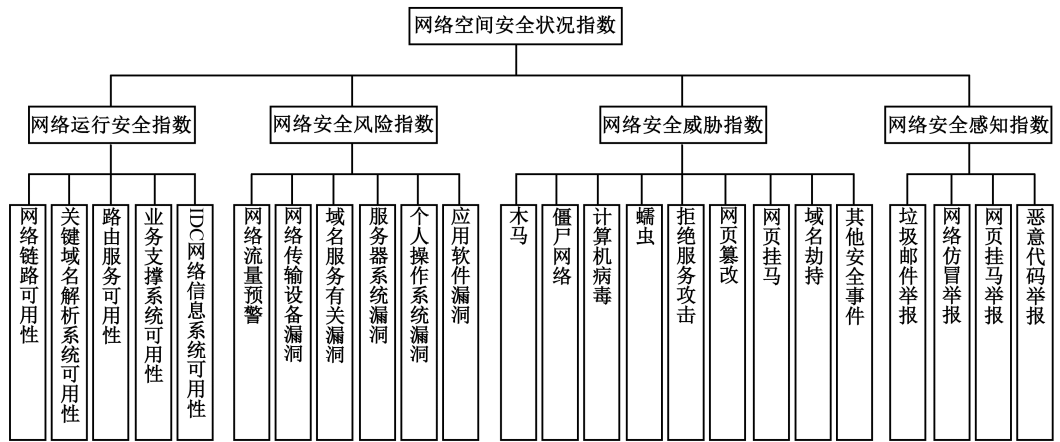 网络空间安全状况指数
网络运行安全指数
网络安全风险指数
网络安全威胁指数
网络安全感知指数
网络链路可用性
关键域名解析系统可用性
路由服务可用性
业务支撑系统可用性
IDC网络信息系统可用性
网络流量预警
网络传输设备漏洞
域名服务有关漏洞
服务器系统漏洞
个人操作系统漏洞
应用软件漏洞
木马
僵尸网络
计算机病毒
蠕虫
拒绝服务攻击
网页篡改
网页挂马
域名劫持
其他安全事件
垃圾邮件举报
网络仿冒举报
网页挂马举报
恶意代码举报